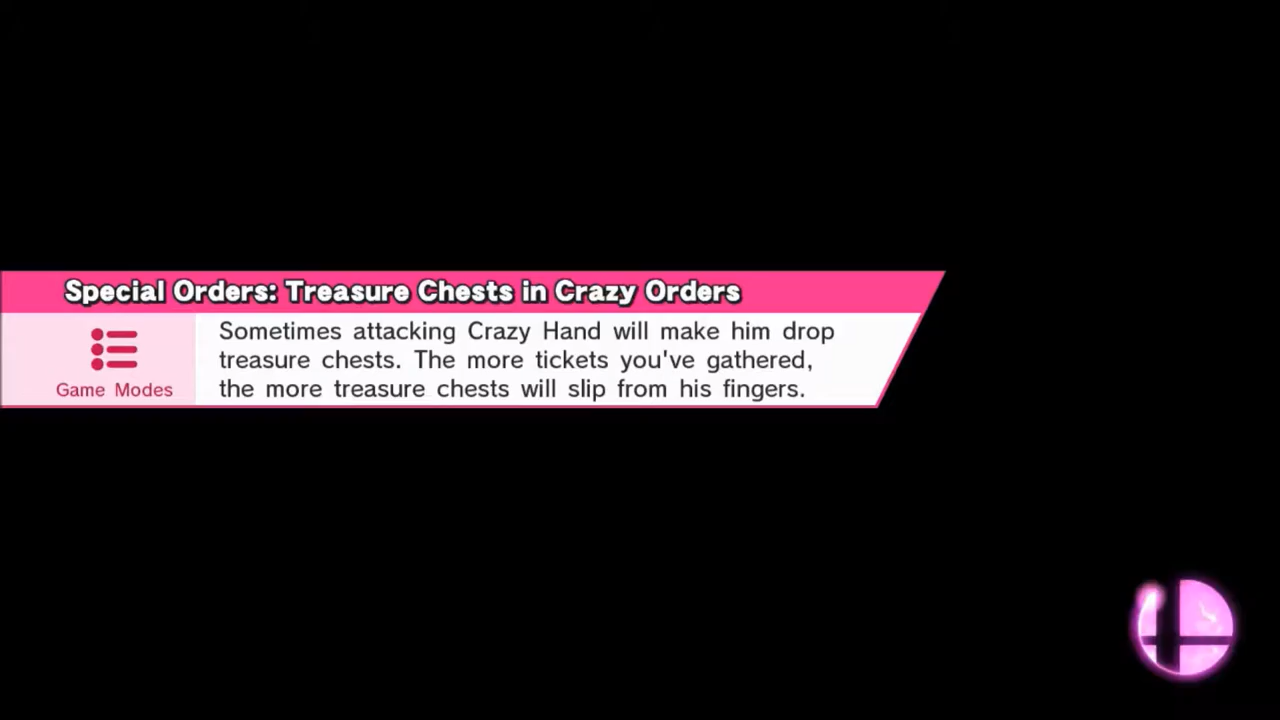 Special Orders: Treasure Chests in Crazy Orders
Sometimes attacking Crazy Hand will make him drop
treasure chests. The more tickets you've gathered,
the more treasure chests will slip from his fingers.
Game Modes